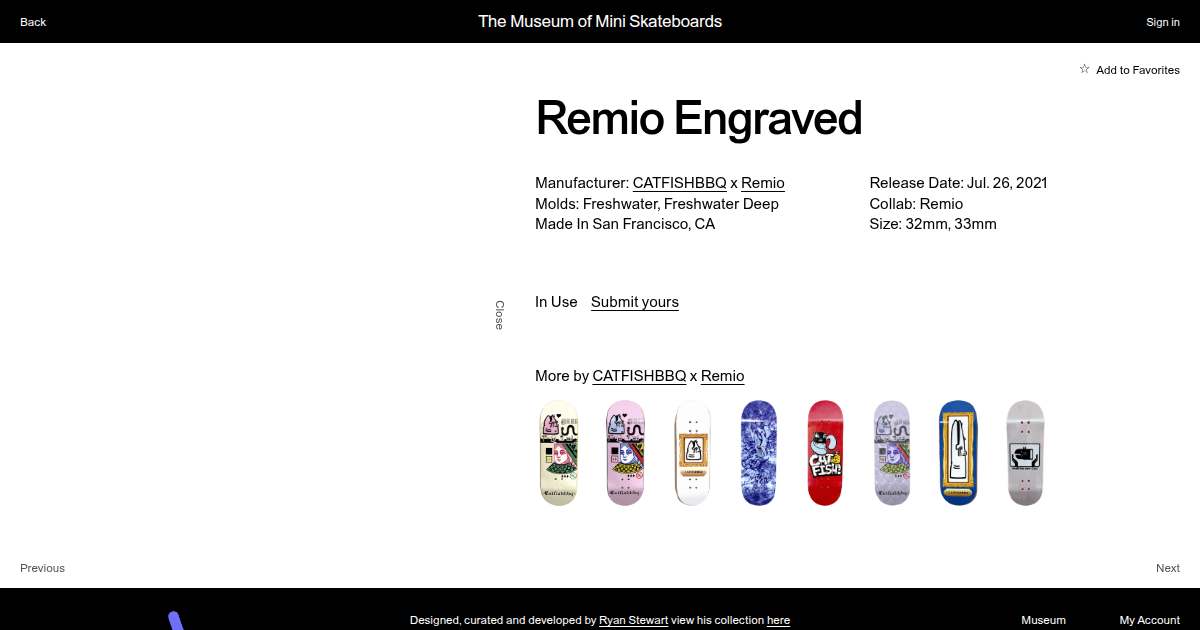 Back
The Museum of Mini Skateboards
Sign in
☆ Add to Favorites
Remio Engraved
Manufacturer: CATFISHBBQ x Remio
Molds: Freshwater, Freshwater Deep
Made In San Francisco, CA
Release Date: Jul. 26, 2021
Collab: Remio
Size: 32mm, 33mm
Close
In Use Submit yours
More by CATFISHBBQ x Remio
Catfishbbq
Catfishbbq
CAT
FISH!
Catfishbbq
Previous
Next
Designed, curated and developed by Ryan Stewart view his collection here
Museum
My Account